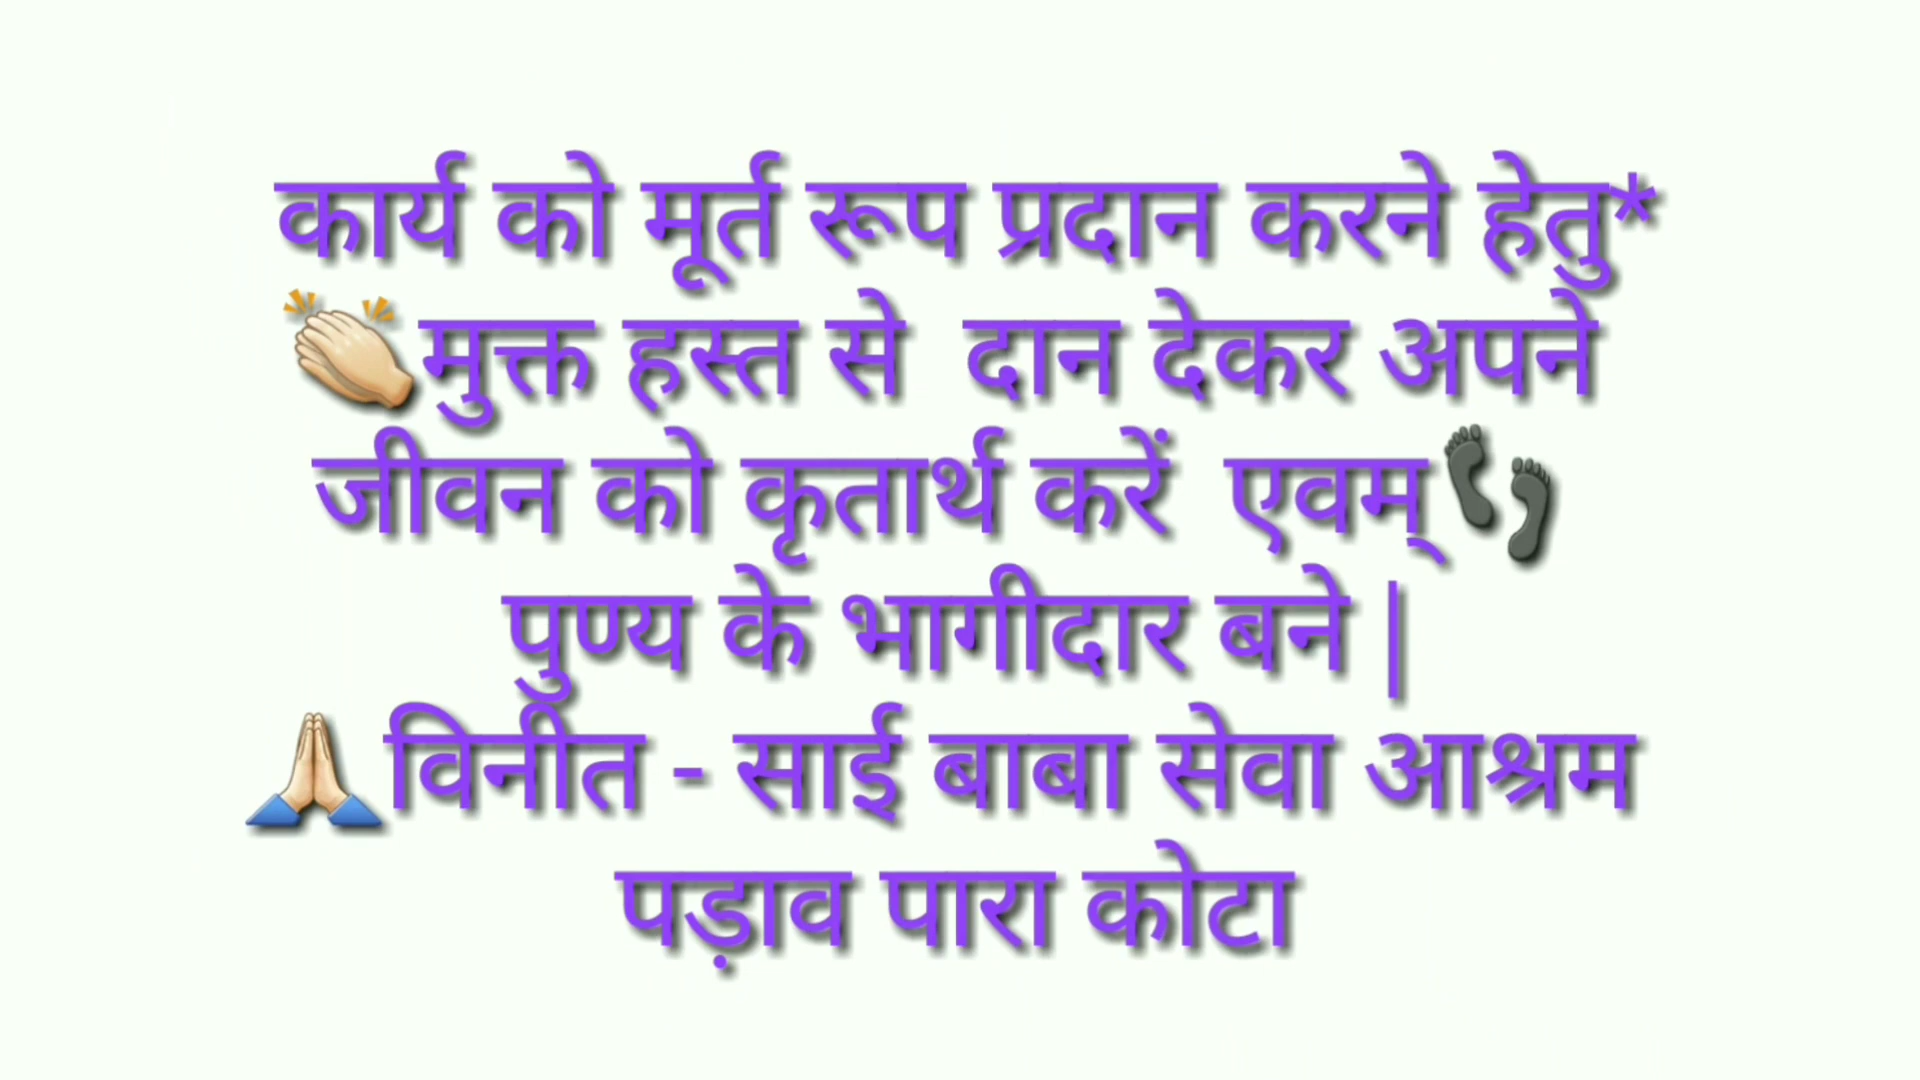 कार्य को मूर्त रूप प्रदान करने हेतु*
👏🏻मुक्त हस्त से  दान देकर अपने
जीवन को कृतार्थ करें  एवम्👣
पुण्य के भागीदार बने |
🙏🏻विनीत - साई बाबा सेवा आश्रम
पड़ाव पारा कोटा